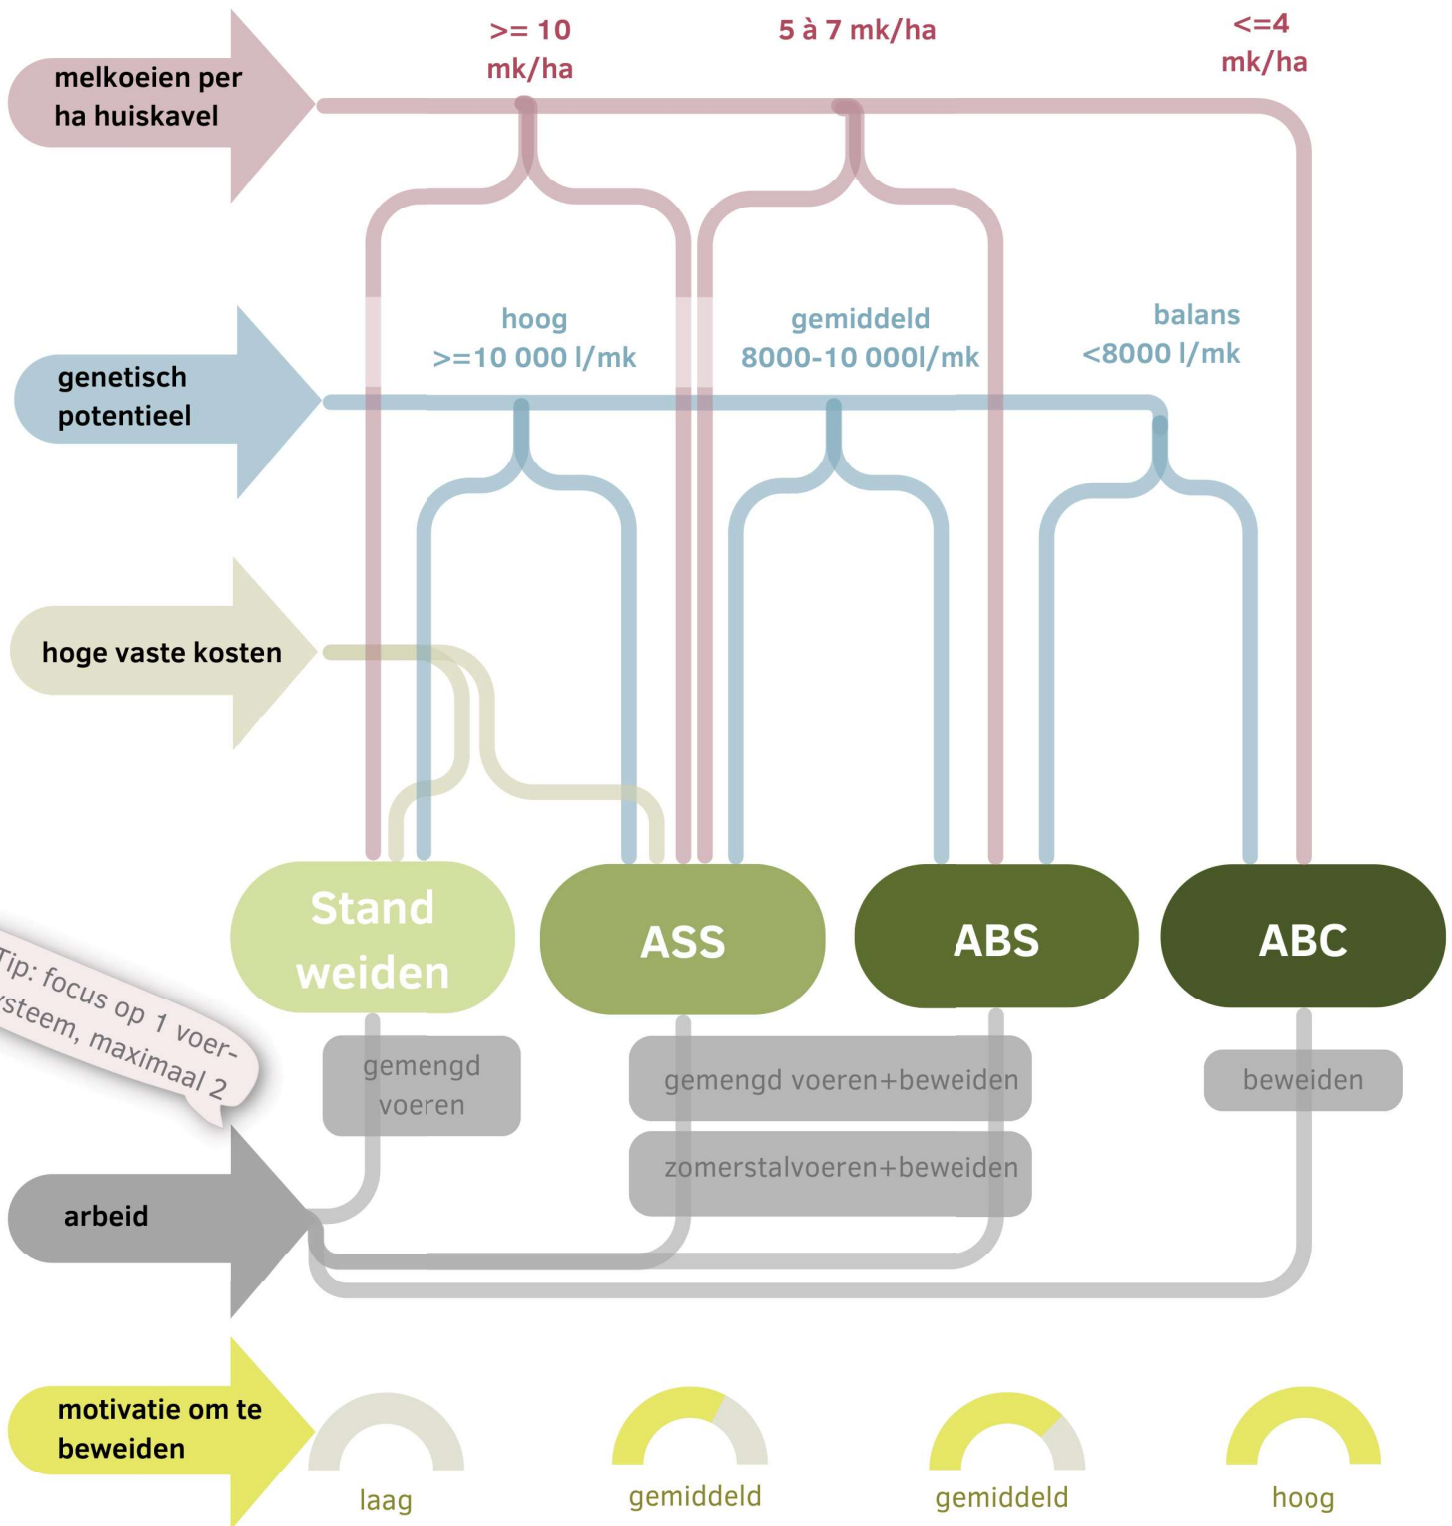 >= 10
mk/ha
5 à 7 mk/ha
<=4
mk/ha
melkoeien per
ha huiskavel
hoog
>=10 000 l/mk
gemiddeld
8000-10 000l/mk
balans
<8000 l/mk
genetisch
potentieel
hoge vaste kosten
Stand
weiden
ASS
ABS
ABC
Tip: focus op 1 voer-
ysteem, maximaal 2
gemengd
voeren
gemengd voeren+beweiden
zomerstalvoeren+beweiden
beweiden
arbeid
motivatie om te
beweiden
laag
gemiddeld
gemiddeld
hoog